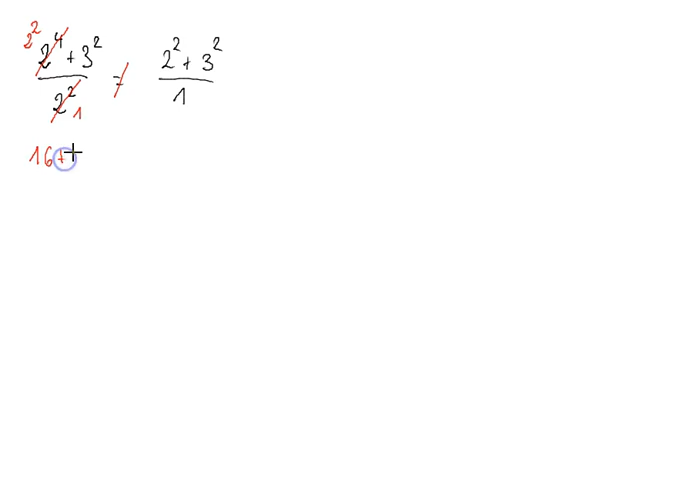 2² 2⁴ + 3² / 2² 1 ≠ 2² + 3² / 1
16 +